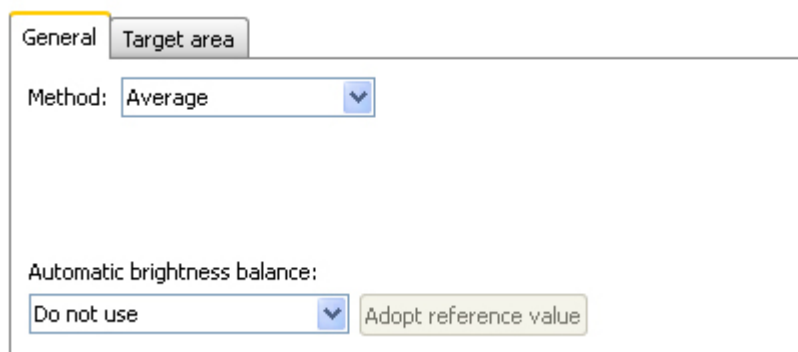 General Target area
Method: Average
Automatic brightness balance:
Do not use Adopt reference value